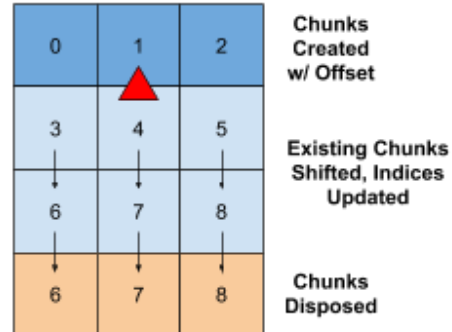 0 1 2
Chunks
Created
w/ Offset
3 4 5
Existing Chunks
Shifted, Indices
Updated
6 7 8
6 7 8
Chunks
Disposed